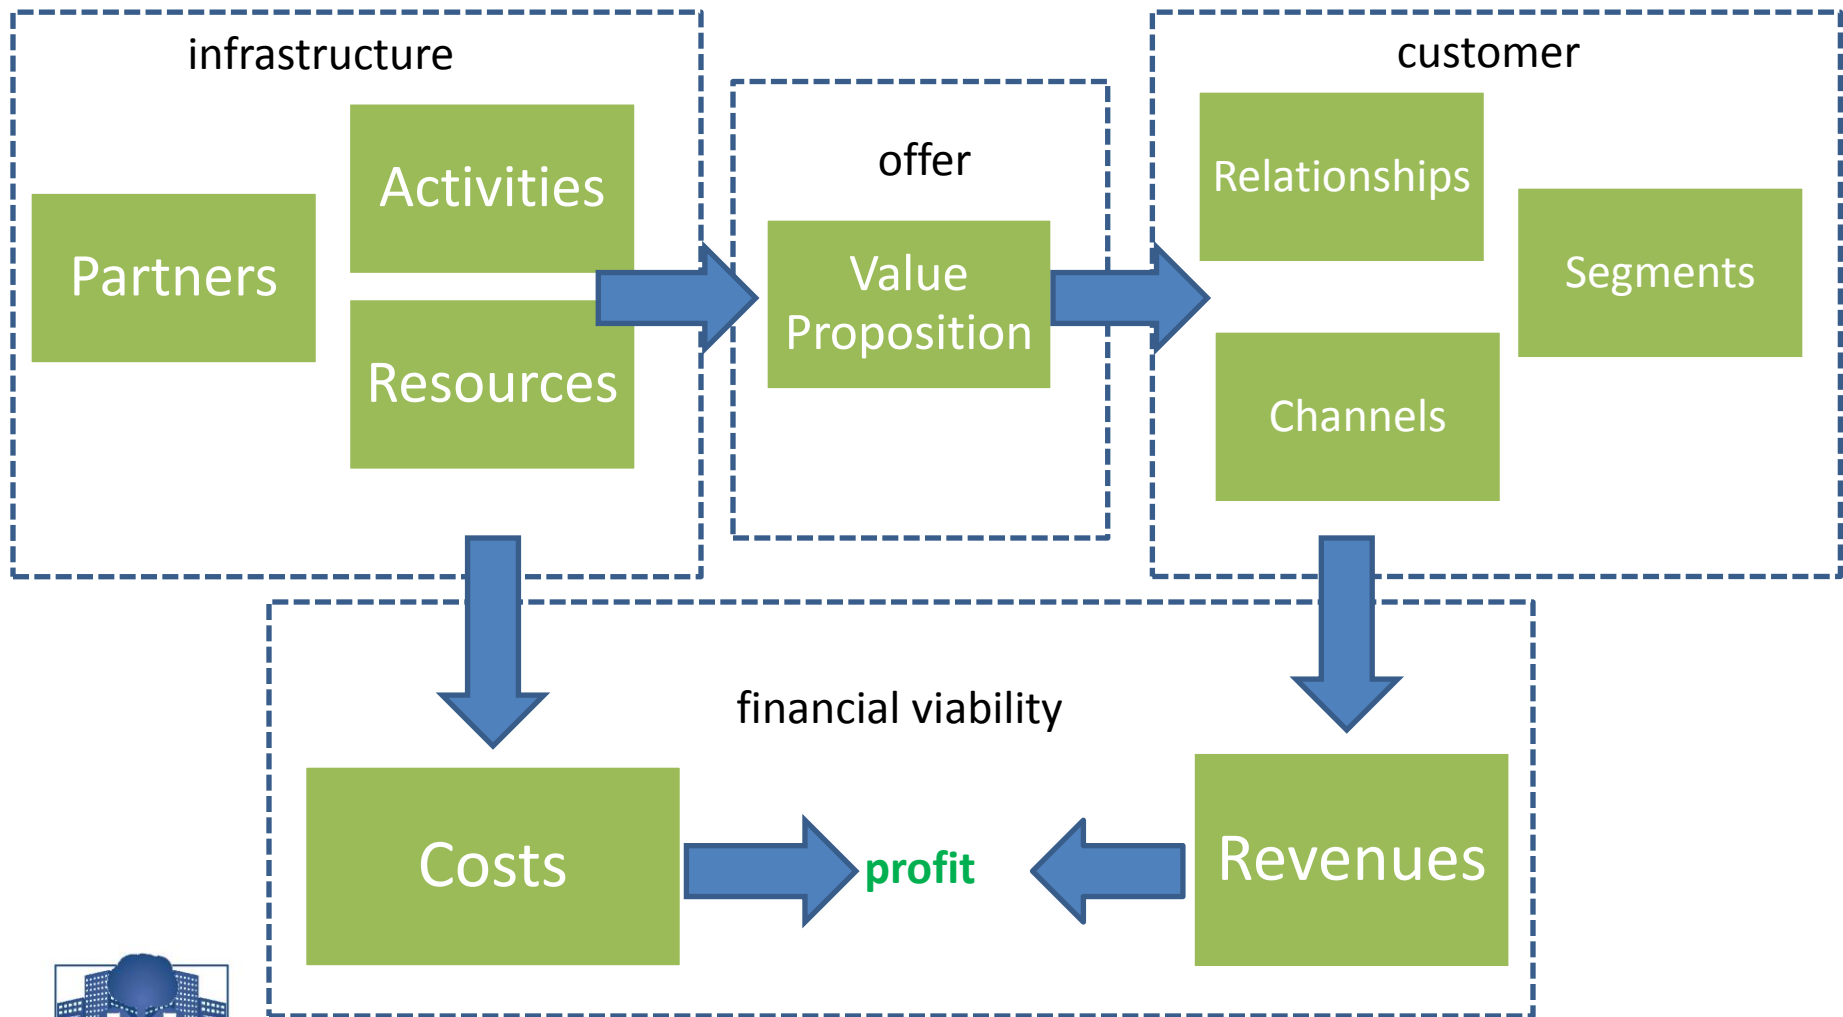 infrastructure
Partners
Activities
Resources
offer
Value
Proposition
customer
Relationships
Segments
Channels
financial viability
Costs
profit
Revenues